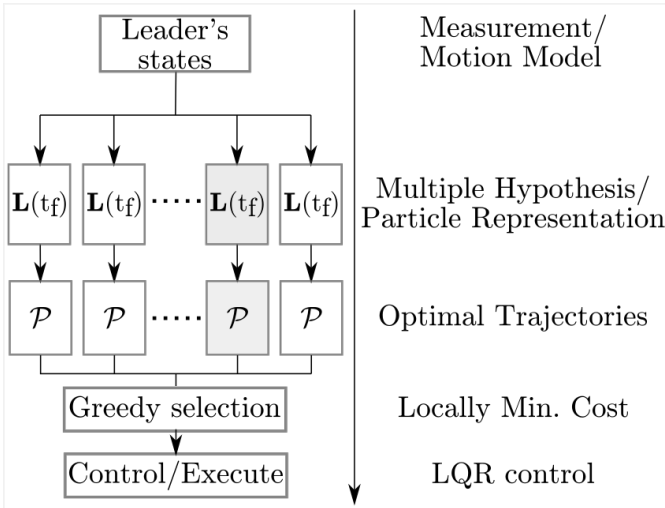 Leader's
states
Measurement/
Motion Model
L(tf) L(tf) ..... L(tf) L(tf)
Multiple Hypothesis/
Particle Representation
𝒫 𝒫 ..... 𝒫 𝒫
Optimal Trajectories
Greedy selection
Locally Min. Cost
Control/Execute
LQR control